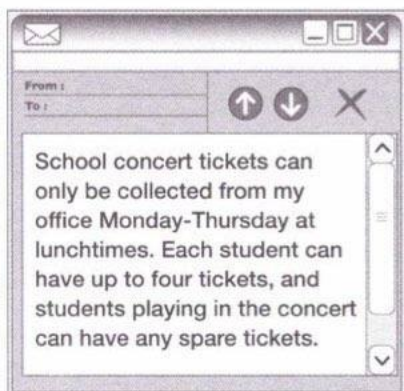 From :
To :
School concert tickets can
only be collected from my
office Monday-Thursday at
lunchtimes. Each student can
have up to four tickets, and
students playing in the concert
can have any spare tickets.